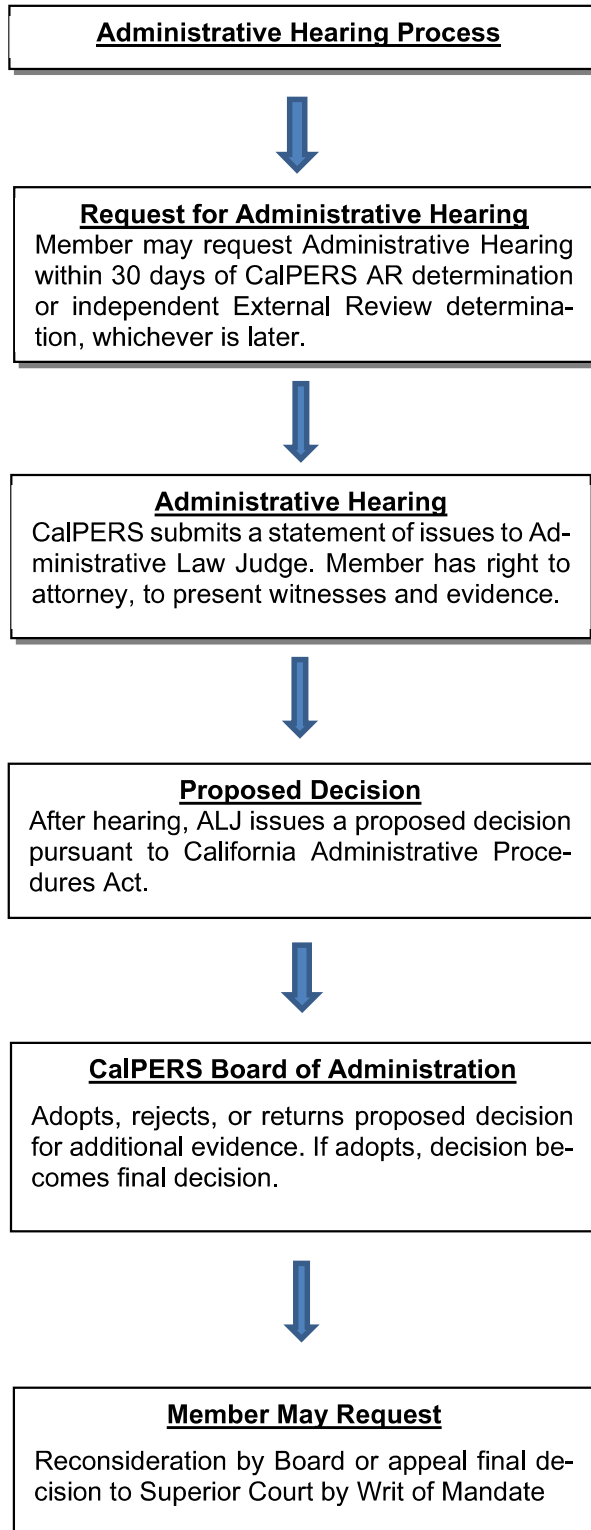 Administrative Hearing Process
Request for Administrative Hearing
Member may request Administrative Hearing
within 30 days of CalPERS AR determination
or independent External Review determina-
tion, whichever is later.
Administrative Hearing
CalPERS submits a statement of issues to Ad-
ministrative Law Judge. Member has right to
attorney, to present witnesses and evidence.
Proposed Decision
After hearing, ALJ issues a proposed decision
pursuant to California Administrative Proce-
dures Act.
CalPERS Board of Administration
Adopts, rejects, or returns proposed decision
for additional evidence. If adopts, decision be-
comes final decision.
Member May Request
Reconsideration by Board or appeal final de-
cision to Superior Court by Writ of Mandate